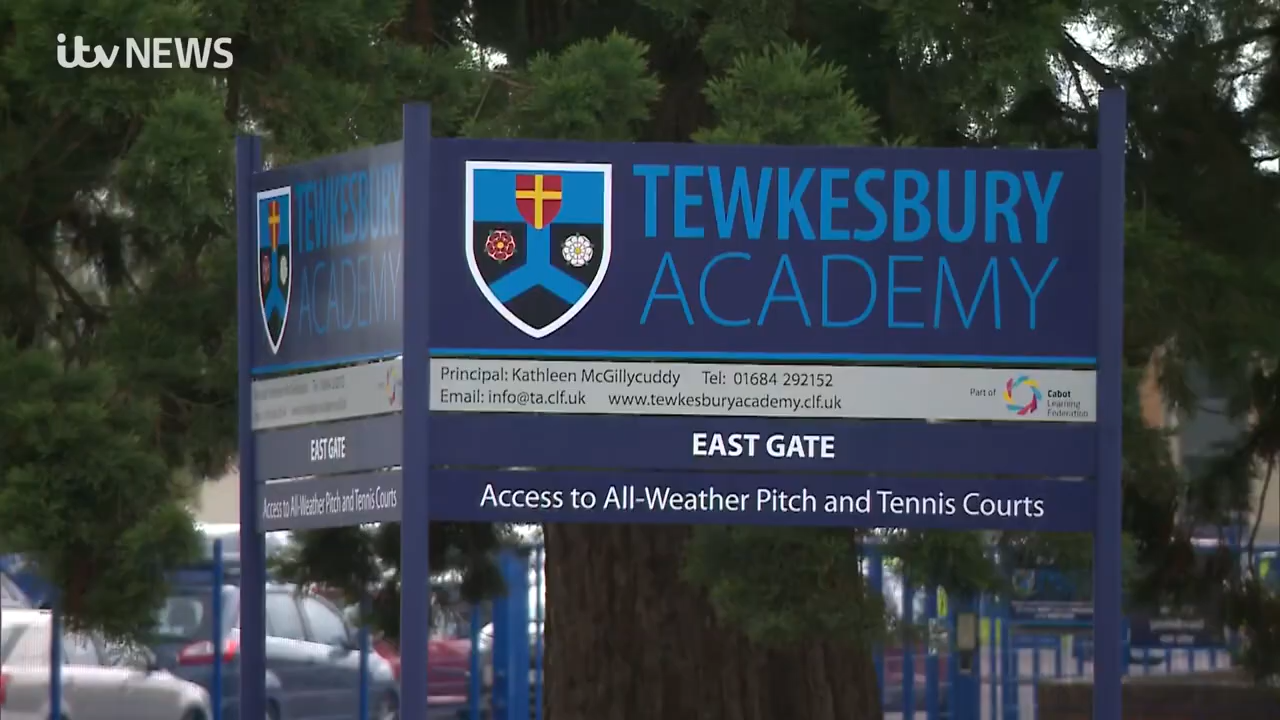 itv NEWS
TEWKESBURY
ACADEMY
Principal: Kathleen McGillycuddy Tel: 01684 292152
Email: info@ta.clf.uk www.tewkesburyacademy.clf.uk
Part of Cabot
Learning
Federation
EAST GATE
Access to All-Weather Pitch and Tennis Courts
TEWKESBURY
ACADEMY
EAST GATE
Access to All-Weather Pitch and Tennis Courts